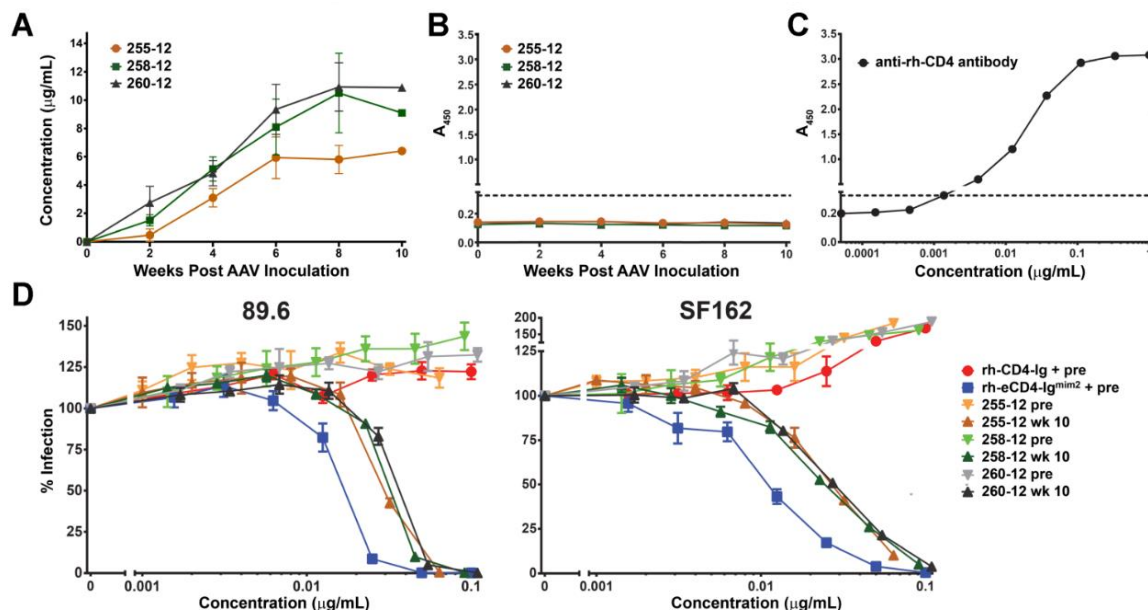 A
B
C
255-12
258-12
260-12
Concentration (μg/mL)
14
12
10
8
6
4
2
0
0 2 4 6 8 10
Weeks Post AAV Inoculation
255-12
258-12
260-12
A450
3.5
3.0
2.5
2.0
1.5
1.0
0.5
0.2
0.0
0 2 4 6 8 10
Weeks Post AAV Inoculation
anti-rh-CD4 antibody
A450
3.5
3.0
2.5
2.0
1.5
1.0
0.5
0.2
0.0
0.0001 0.001 0.01 0.1
Concentration (μg/mL)
D
89.6
% Infection
150
125
100
75
50
25
0
0 0.001 0.01 0.1
Concentration (μg/mL)
SF162
200
150
125
100
75
50
25
0
0 0.001 0.01 0.1
Concentration (μg/mL)
rh-CD4-Ig + pre
rh-eCD4-Igmim2 + pre
255-12 pre
255-12 wk 10
258-12 pre
258-12 wk 10
260-12 pre
260-12 wk 10